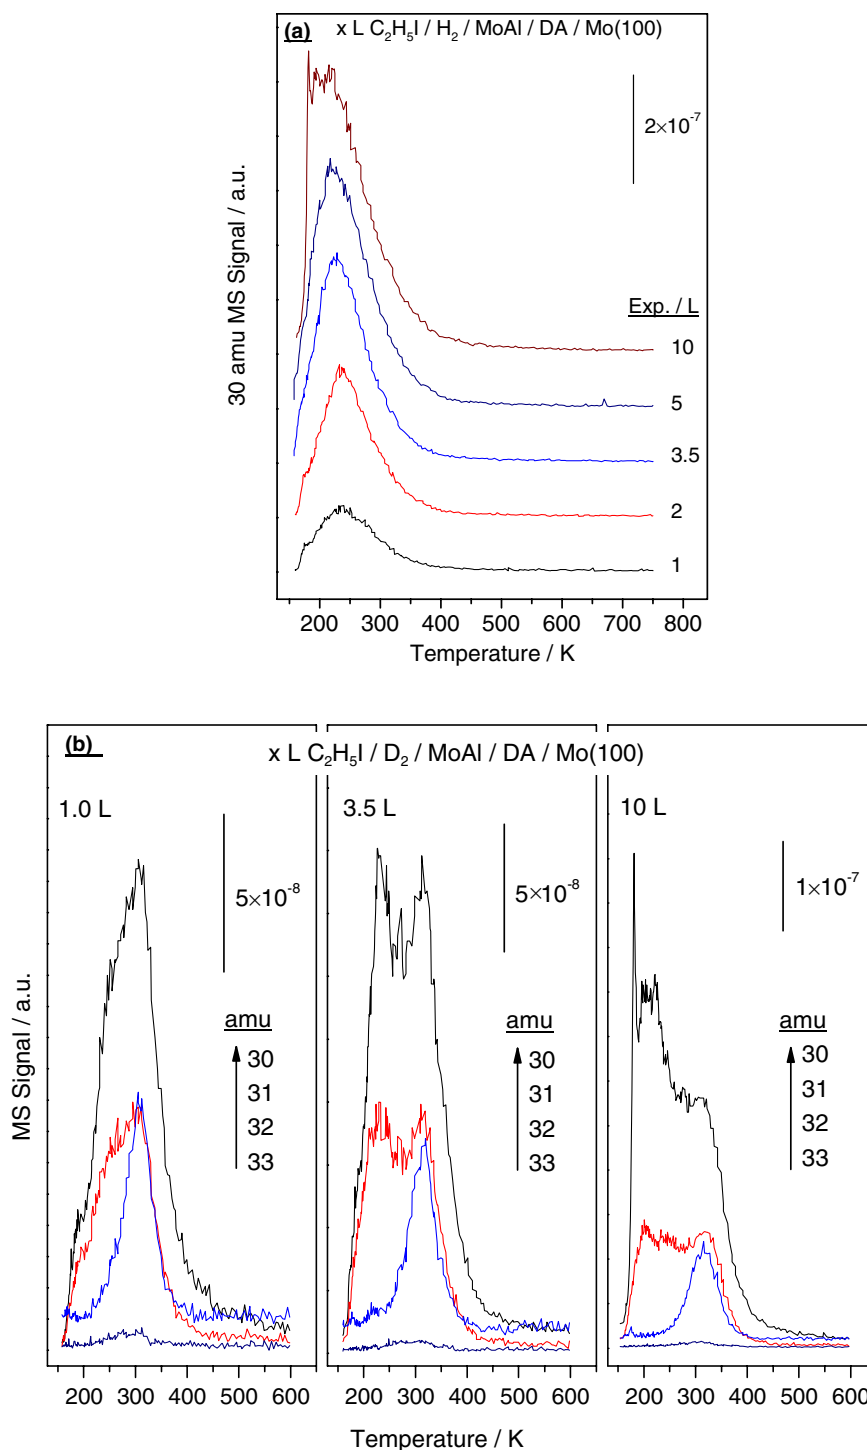 (a) x L C₂H₅I / H₂ / MoAl / DA / Mo(100)
2×10⁻⁷
30 amu MS Signal / a.u.
Exp. / L
10
5
3.5
2
1
200 300 400 500 600 700 800
Temperature / K
(b)
x L C₂H₅I / D₂ / MoAl / DA / Mo(100)
1.0 L 3.5 L 10 L
5×10⁻⁸ 5×10⁻⁸ 1×10⁻⁷
MS Signal / a.u.
amu amu amu
30 30 30
31 31 31
32 32 32
33 33 33
200 300 400 500 600 200 300 400 500 600 200 300 400 500 600
Temperature / K